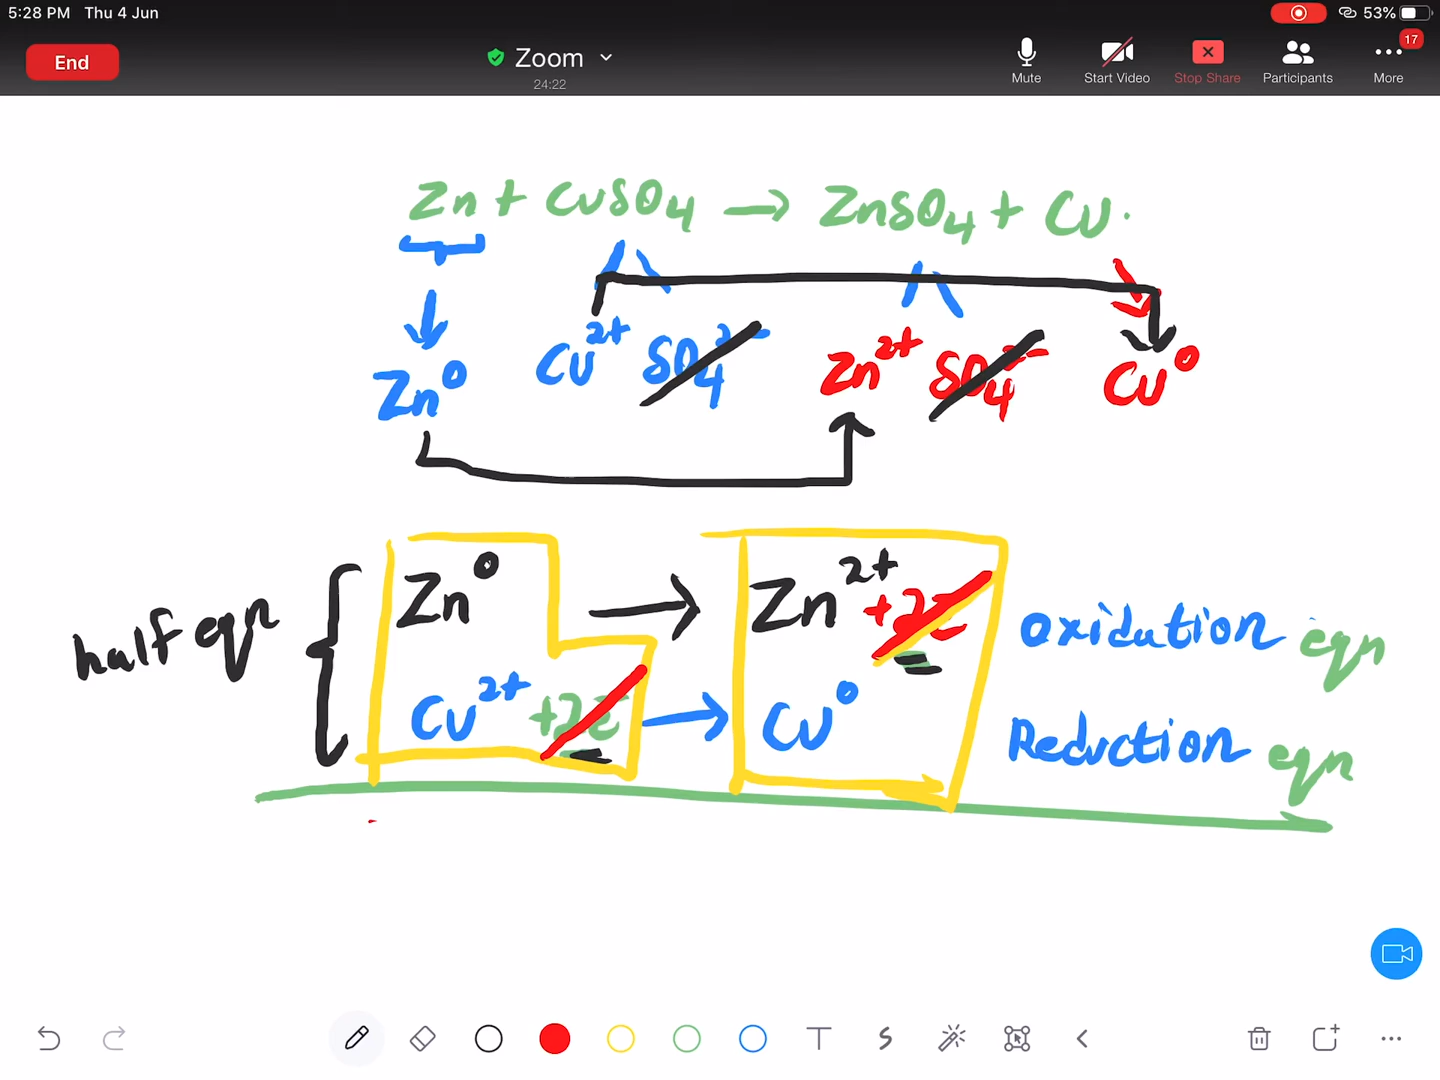 5:28 PM Thu 4 Jun
53%
End
Zoom
24:22
Mute
Start Video
Stop Share
Participants
17
More
Zn + CuSO4 → ZnSO4 + Cu.
Zn⁰ Cu²⁺ SO₄²⁻ Zn²⁺ SO₄²⁻ Cu⁰
half eqn
Zn⁰ → Zn²⁺ +2e̅ oxidation eqn
Cu²⁺ +2e̅ → Cu⁰ Reduction eqn
T